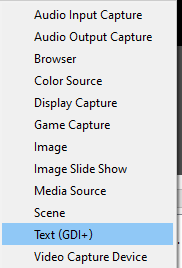 Audio Input Capture
Audio Output Capture
Browser
Color Source
Display Capture
Game Capture
Image
Image Slide Show
Media Source
Scene
Text (GDI+)
Video Capture Device